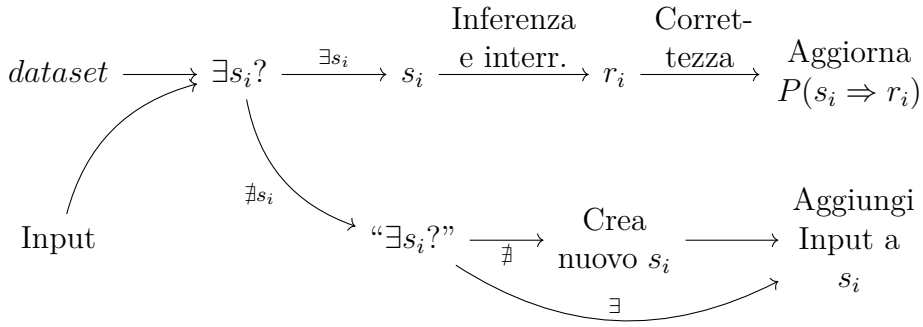 Inferenza
e interr.
Corret-
tezza
dataset
∃s_i?
∃s_i
s_i
r_i
Aggiorna
P(s_i ⇒ r_i)
∄s_i
Input
“∃s_i?”
∄
Crea
nuovo s_i
Aggiungi
Input a
s_i
∃